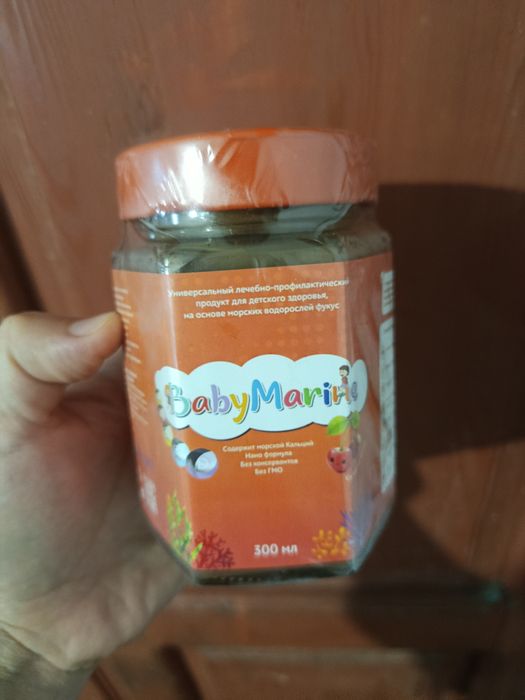 Универсальный лечебно-профилактический
продукт для детского здоровья,
на основе морских водорослей фукус
BabyMarine
Содержит морской Кальций
Нано формула
Без консервантов
Без ГМО
300 мл